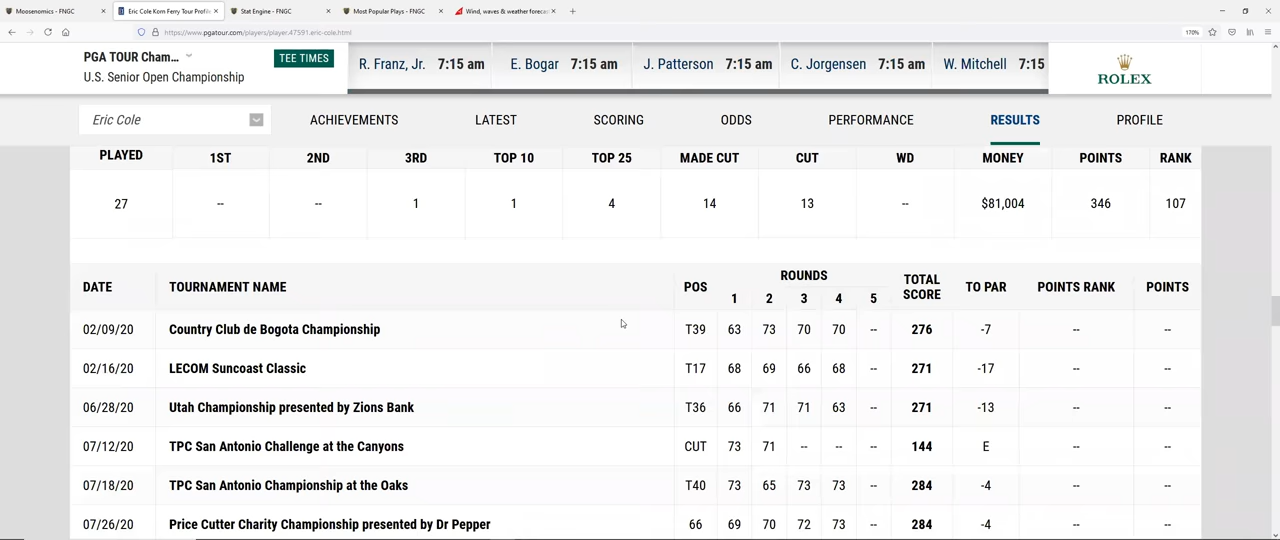 Moosenomics – FNGC
Eric Cole Korn Ferry Tour Profile
Stat Engine – FNGC
Most Popular Plays – FNGC
Wind, waves & weather forecas
https://www.pgatour.com/players/player.47591.eric-cole.html
170%
PGA TOUR Cham...
U.S. Senior Open Championship
TEE TIMES
R. Franz, Jr. 7:15 am
E. Bogar 7:15 am
J. Patterson 7:15 am
C. Jorgensen 7:15 am
W. Mitchell 7:15
ROLEX
Eric Cole
ACHIEVEMENTS LATEST SCORING ODDS PERFORMANCE RESULTS PROFILE
PLAYED 1ST 2ND 3RD TOP 10 TOP 25 MADE CUT CUT WD MONEY POINTS RANK
27 -- -- 1 1 4 14 13 -- $81,004 346 107
DATE TOURNAMENT NAME POS ROUNDS 1 2 3 4 5 TOTAL SCORE TO PAR POINTS RANK POINTS
02/09/20 Country Club de Bogota Championship T39 63 73 70 70 -- 276 -7 -- --
02/16/20 LECOM Suncoast Classic T17 68 69 66 68 -- 271 -17 -- --
06/28/20 Utah Championship presented by Zions Bank T36 66 71 71 63 -- 271 -13 -- --
07/12/20 TPC San Antonio Challenge at the Canyons CUT 73 71 -- -- -- 144 E -- --
07/18/20 TPC San Antonio Championship at the Oaks T40 73 65 73 73 -- 284 -4 -- --
07/26/20 Price Cutter Charity Championship presented by Dr Pepper 66 69 70 72 73 -- 284 -4 -- --